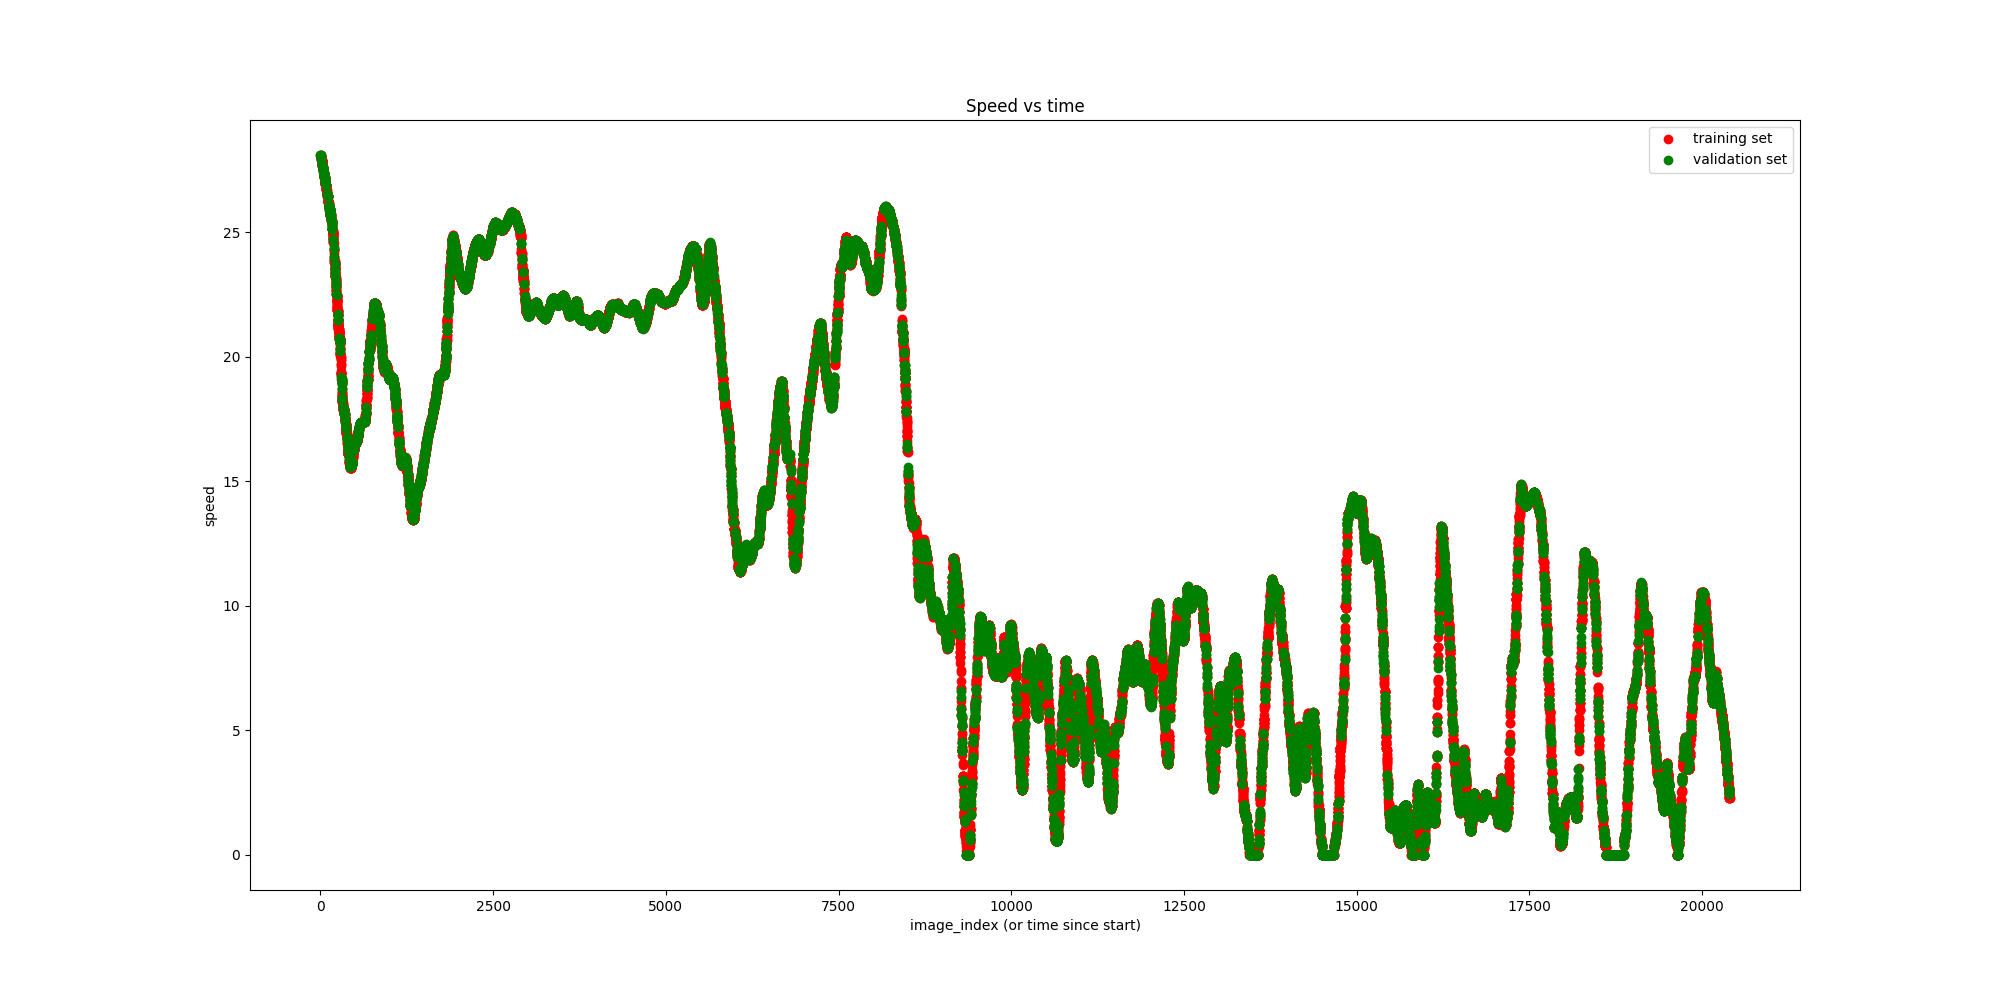 Speed vs time
training set
validation set
25
20
15
10
5
0
speed
0 2500 5000 7500 10000 12500 15000 17500 20000
image_index (or time since start)